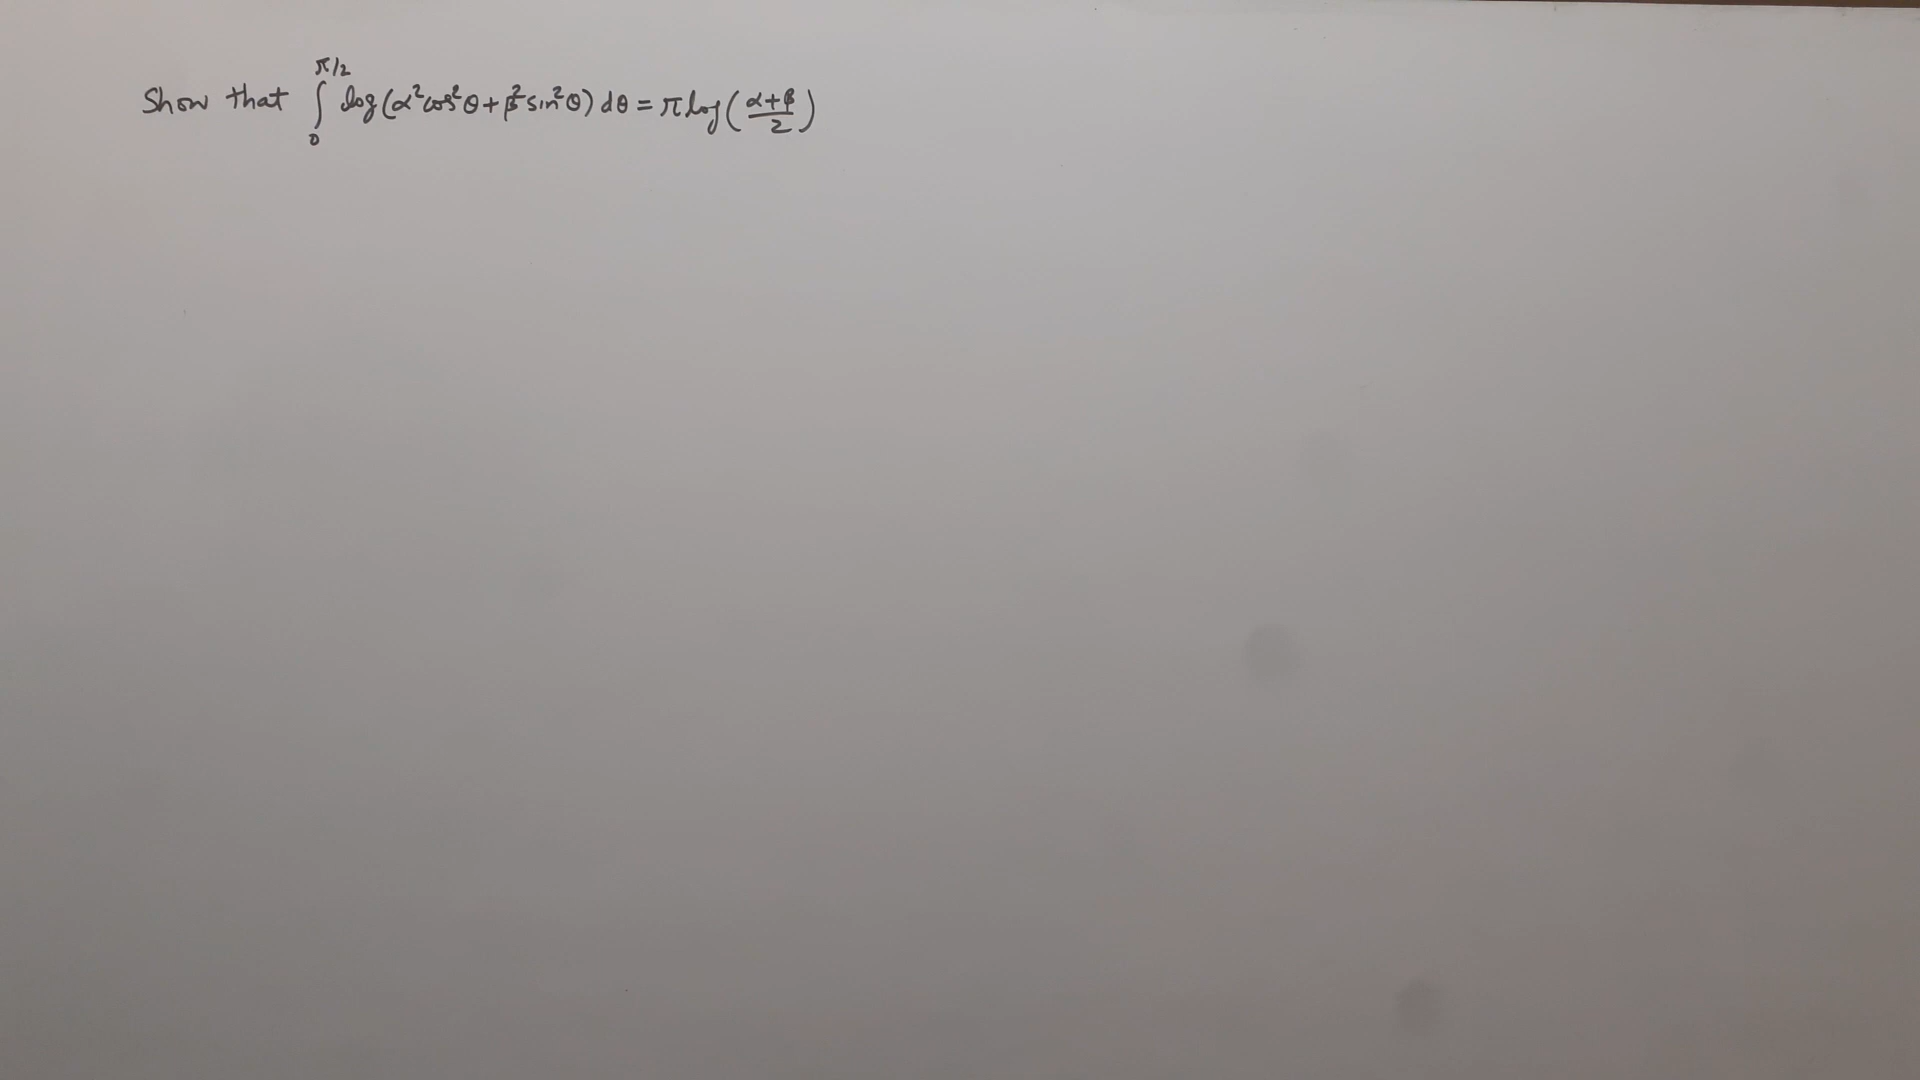 Show that ∫₀^{π/2} log(α²cos²θ+β²sin²θ) dθ = π log((α+β)/2)